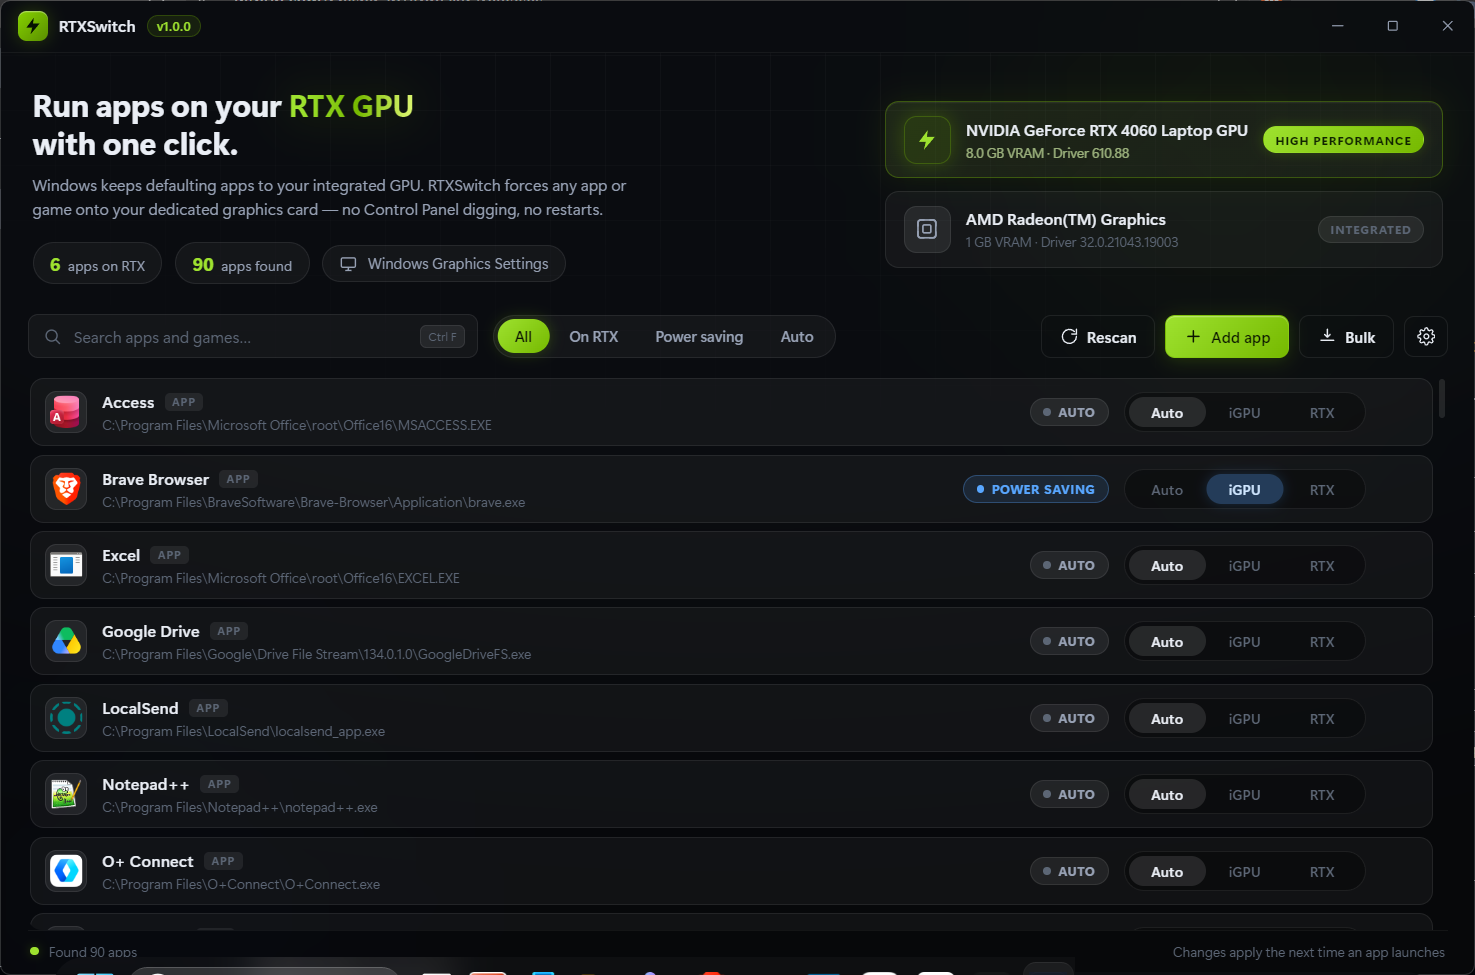 RTXSwitch v1.0.0
Run apps on your RTX GPU
with one click.
Windows keeps defaulting apps to your integrated GPU. RTXSwitch forces any app or
game onto your dedicated graphics card — no Control Panel digging, no restarts.
6 apps on RTX
90 apps found
Windows Graphics Settings
NVIDIA GeForce RTX 4060 Laptop GPU
8.0 GB VRAM · Driver 610.88
HIGH PERFORMANCE
AMD Radeon(TM) Graphics
1 GB VRAM · Driver 32.0.21043.19003
INTEGRATED
Search apps and games... Ctrl F
All On RTX Power saving Auto
Rescan
+ Add app
Bulk
Access APP
C:\Program Files\Microsoft Office\root\Office16\MSACCESS.EXE
AUTO Auto iGPU RTX
Brave Browser APP
C:\Program Files\BraveSoftware\Brave-Browser\Application\brave.exe
POWER SAVING Auto iGPU RTX
Excel APP
C:\Program Files\Microsoft Office\root\Office16\EXCEL.EXE
AUTO Auto iGPU RTX
Google Drive APP
C:\Program Files\Google\Drive File Stream\134.0.1.0\GoogleDriveFS.exe
AUTO Auto iGPU RTX
LocalSend APP
C:\Program Files\LocalSend\localsend_app.exe
AUTO Auto iGPU RTX
Notepad++ APP
C:\Program Files\Notepad++\notepad++.exe
AUTO Auto iGPU RTX
O+ Connect APP
C:\Program Files\O+Connect\O+Connect.exe
AUTO Auto iGPU RTX
Found 90 apps
Changes apply the next time an app launches